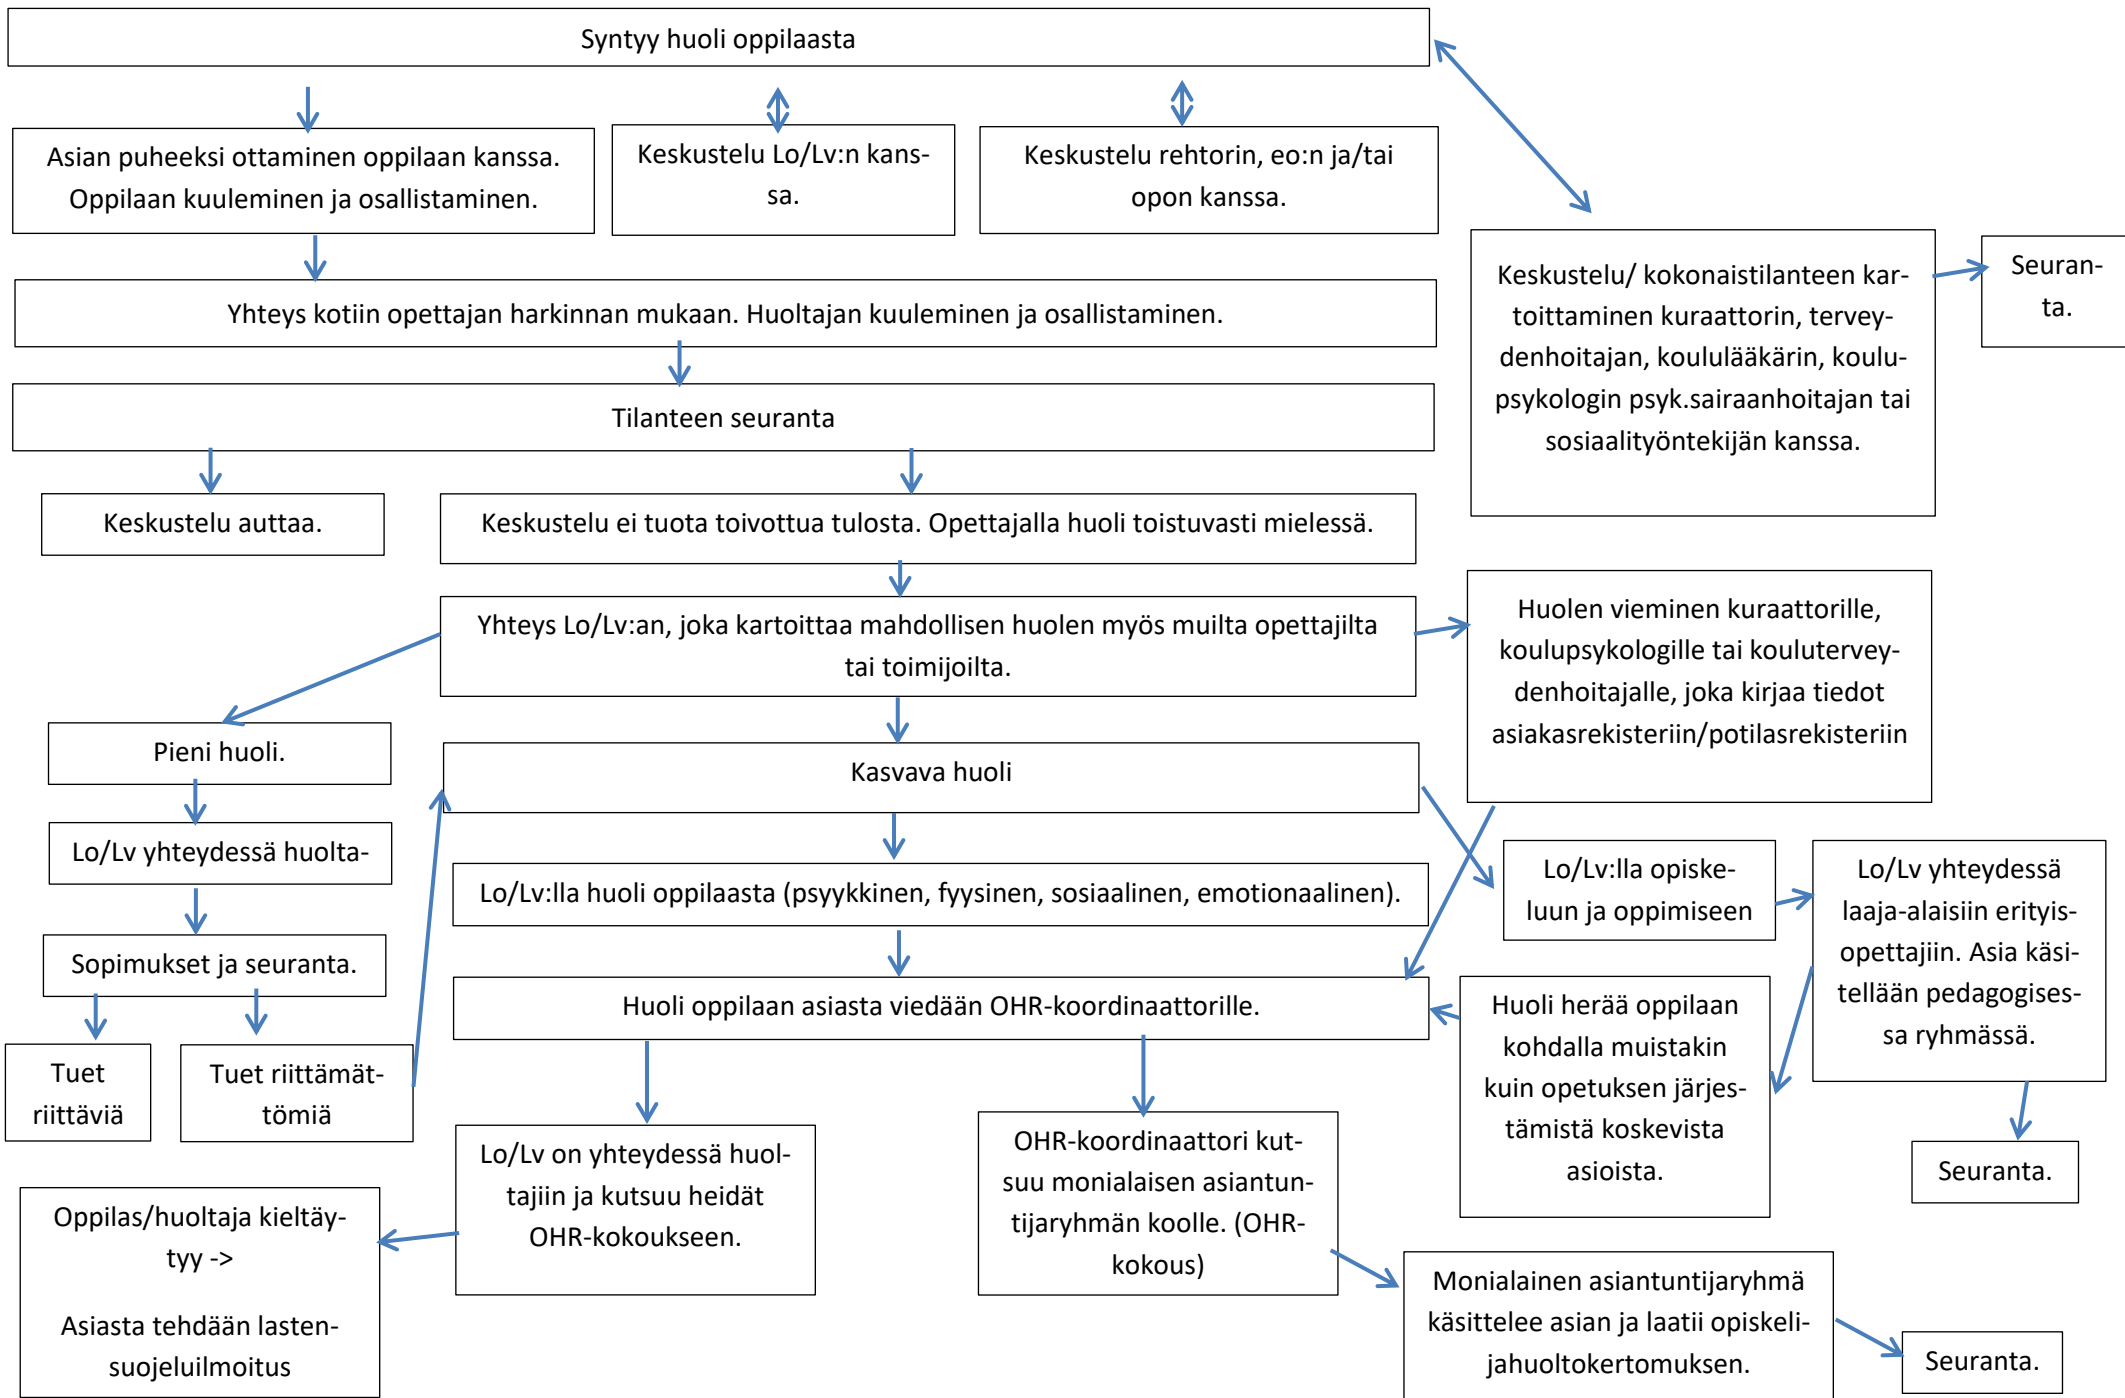 Syntyy huoli oppilaasta
Asian puheeksi ottaminen oppilaan kanssa.
Oppilaan kuuleminen ja osallistaminen.
Keskustelu Lo/Lv:n kans-
sa.
Keskustelu rehtorin, eo:n ja/tai
opon kanssa.
Keskustelu/ kokonaistilanteen kar-
toittaminen kuraattorin, tervey-
denhoitajan, koululääkärin, koulu-
psykologin psyk.sairaanhoitajan tai
sosiaalityöntekijän kanssa.
Seuran-
ta.
Yhteys kotiin opettajan harkinnan mukaan. Huoltajan kuuleminen ja osallistaminen.
Tilanteen seuranta
Keskustelu auttaa.
Keskustelu ei tuota toivottua tulosta. Opettajalla huoli toistuvasti mielessä.
Yhteys Lo/Lv:an, joka kartoittaa mahdollisen huolen myös muilta opettajilta
tai toimijoilta.
Huolen vieminen kuraattorille,
koulupsykologille tai koulutervey-
denhoitajalle, joka kirjaa tiedot
asiakasrekisteriin/potilasrekisteriin
Pieni huoli.
Kasvava huoli
Lo/Lv yhteydessä huolta-
Lo/Lv:lla huoli oppilaasta (psyykkinen, fyysinen, sosiaalinen, emotionaalinen).
Lo/Lv:lla opiske-
luun ja oppimiseen
Lo/Lv yhteydessä
laaja-alaisiin erityis-
opettajiin. Asia käsi-
tellään pedagogises-
sa ryhmässä.
Sopimukset ja seuranta.
Huoli oppilaan asiasta viedään OHR-koordinaattorille.
Huoli herää oppilaan
kohdalla muistakin
kuin opetuksen järjes-
tämistä koskevista
asioista.
Tuet
riittäviä
Tuet riittämät-
tömiä
Lo/Lv on yhteydessä huol-
tajiin ja kutsuu heidät
OHR-kokoukseen.
OHR-koordinaattori kut-
suu monialaisen asiantun-
tijaryhmän koolle. (OHR-
kokous)
Seuranta.
Oppilas/huoltaja kieltäy-
tyy ->
Asiasta tehdään lasten-
suojeluilmoitus
Monialainen asiantuntijaryhmä
käsittelee asian ja laatii opiskeli-
jahuoltokertomuksen.
Seuranta.